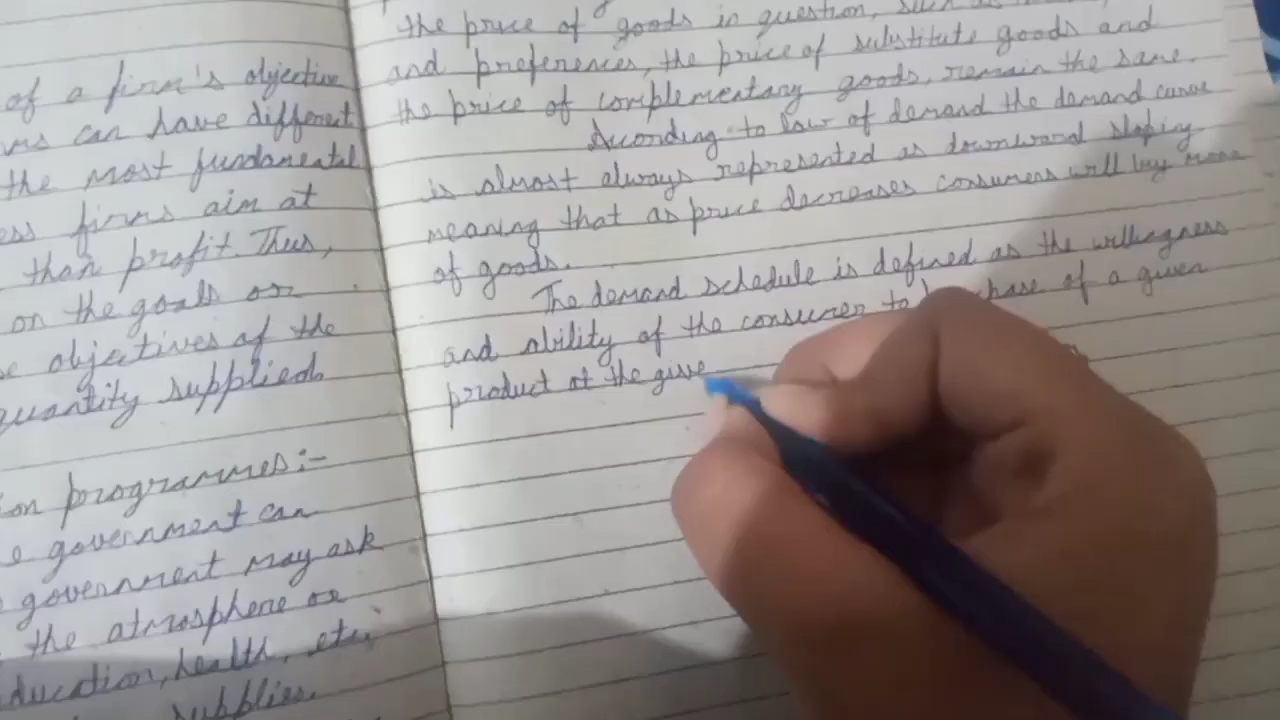 of a firm's objective
can have different
the most fundamental
firms aim at
than profit. Thus,
on the goals or
objectives of the
quantity supplied
programmes:-
government can
government may ask
the atmosphere or
education, health, etc,
supplies.
the price of goods in question, such as
and preferences, the price of substitute goods and
the price of complementary goods, remain the same.
According to law of demand the demand curve
is almost always represented as downward sloping
meaning that as price decreases consumers will buy more
of goods.
The demand schedule is defined as the willingness
and ability of the consumer to of a given
product at the give